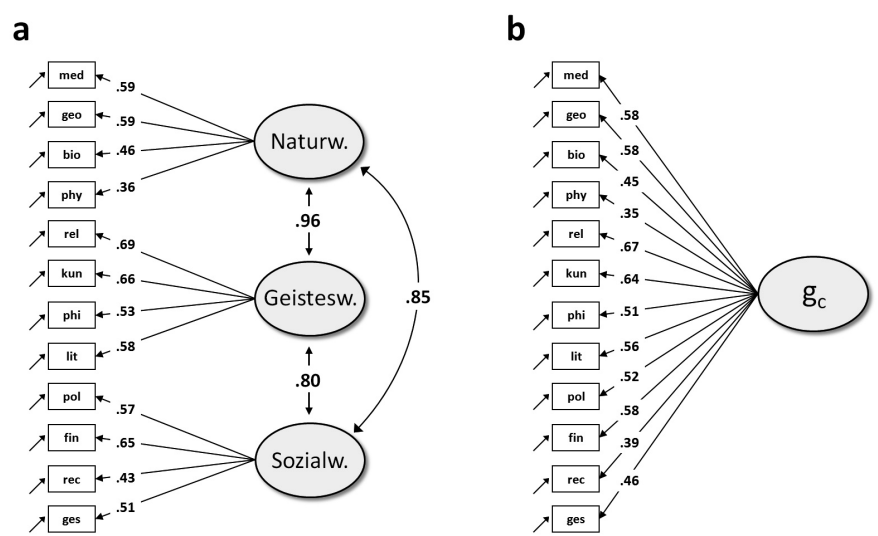 a
med
.59
geo
.59
bio
.46
phy
.36
rel
.69
kun
.66
phi
.53
lit
.58
pol
.57
fin
.65
rec
.43
ges
.51
Naturw.
.96
Geistesw.
.85
.80
Sozialw.
b
med
.58
geo
.58
bio
.45
phy
.35
rel
.67
kun
.64
phi
.51
lit
.56
pol
.52
fin
.58
rec
.39
ges
.46
gc